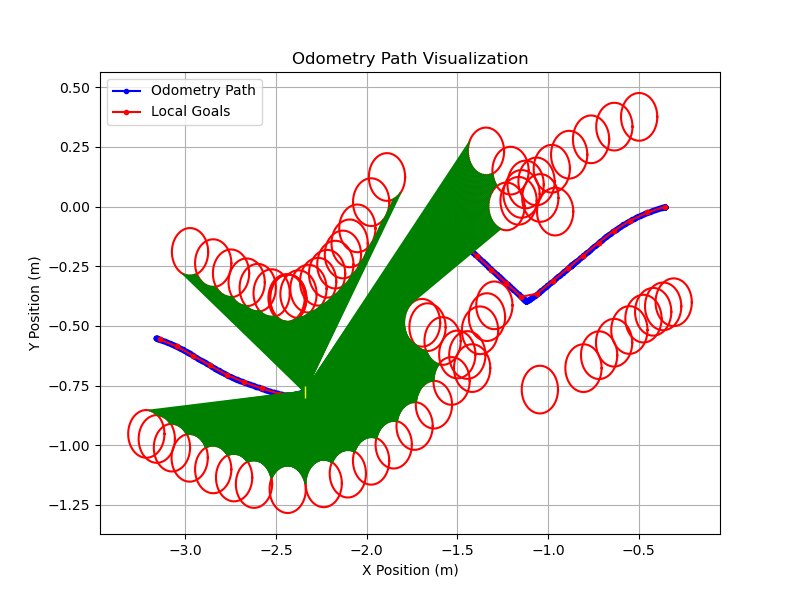 Odometry Path Visualization
Odometry Path
Local Goals
Y Position (m)
0.50
0.25
0.00
−0.25
−0.50
−0.75
−1.00
−1.25
−3.0 −2.5 −2.0 −1.5 −1.0 −0.5
X Position (m)